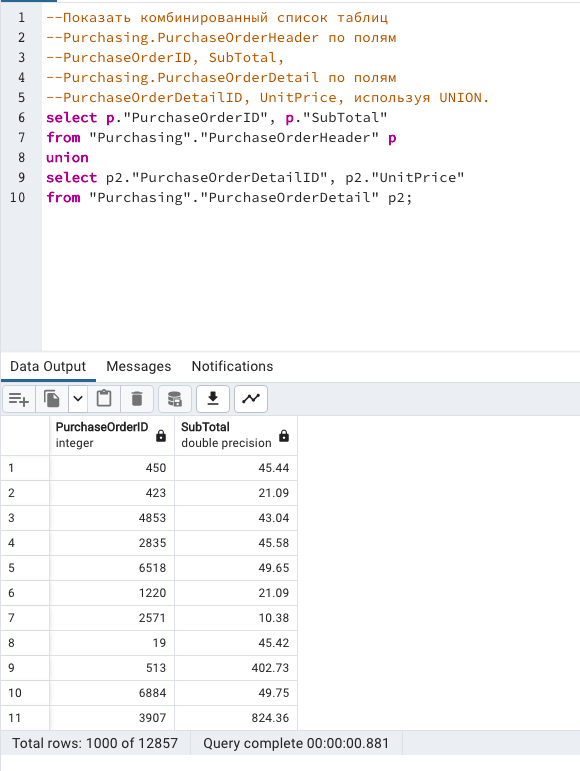 1 --Показать комбинированный список таблиц
2 --Purchasing.PurchaseOrderHeader по полям
3 --PurchaseOrderID, SubTotal,
4 --Purchasing.PurchaseOrderDetail по полям
5 --PurchaseOrderDetailID, UnitPrice, используя UNION.
6 select p."PurchaseOrderID", p."SubTotal"
7 from "Purchasing"."PurchaseOrderHeader" p
8 union
9 select p2."PurchaseOrderDetailID", p2."UnitPrice"
10 from "Purchasing"."PurchaseOrderDetail" p2;
Data Output Messages Notifications
PurchaseOrderID SubTotal
integer double precision
1 450 45.44
2 423 21.09
3 4853 43.04
4 2835 45.58
5 6518 49.65
6 1220 21.09
7 2571 10.38
8 19 45.42
9 513 402.73
10 6884 49.75
11 3907 824.36
Total rows: 1000 of 12857 Query complete 00:00:00.881